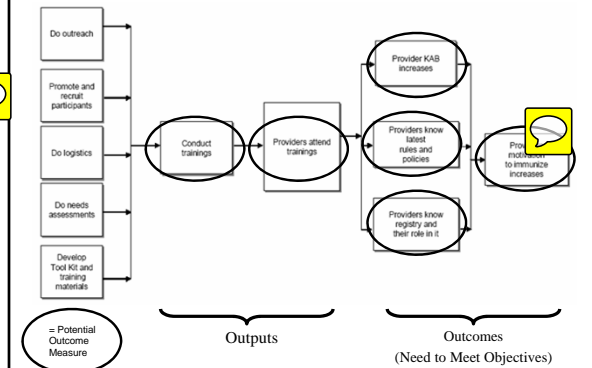 Do outreach
Promote and
recruit
participants
Do logistics
Do needs
assessments
Develop
Tool Kit and
training
materials
Conduct
trainings
Providers attend
trainings
Provider KAB
increases
Providers know
latest
rules and
policies
Providers know
registry and
their role in it
to immunize
increases
= Potential
Outcome
Measure
Outputs
Outcomes
(Need to Meet Objectives)